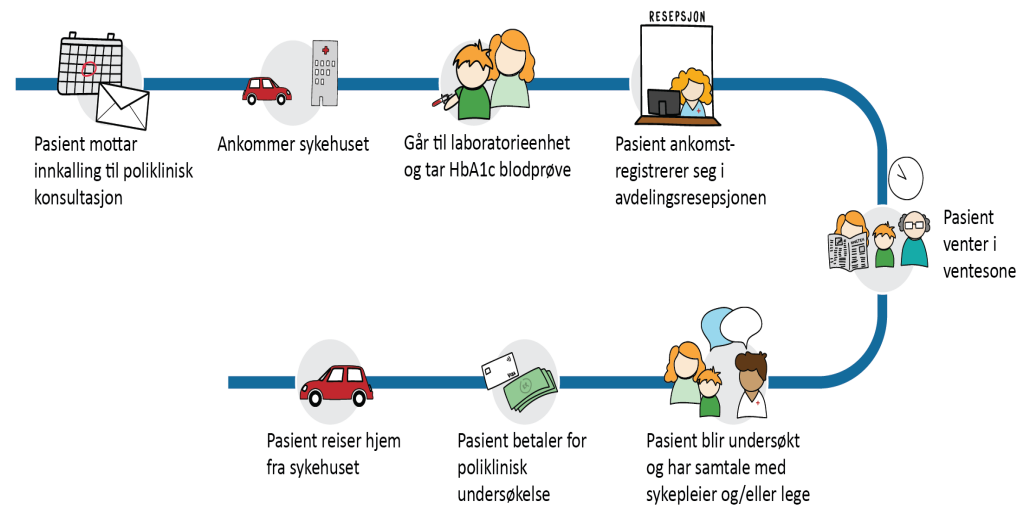 RESEPSJON
Pasient mottar
innkalling til poliklinisk
konsultasjon
Ankommer sykehuset
Går til laboratorieenhet
og tar HbA1c blodprøve
Pasient ankomst-
registrerer seg i
avdelingsresepsjonen
Pasient
venter i
ventesone
Pasient blir undersøkt
og har samtale med
sykepleier og/eller lege
Pasient betaler for
poliklinisk
undersøkelse
Pasient reiser hjem
fra sykehuset